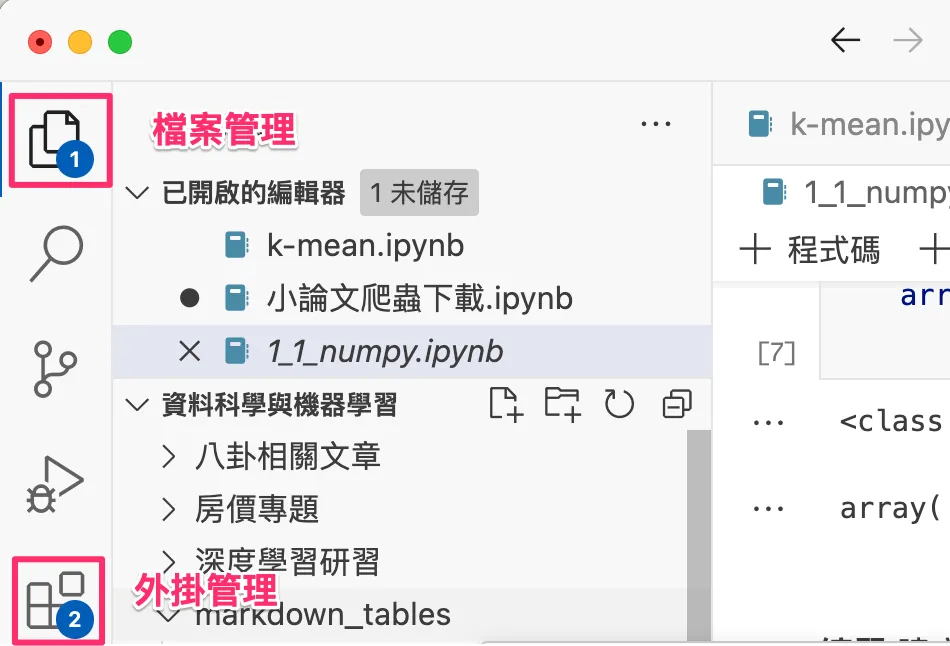 檔案管理
1
已開啟的編輯器 1 未儲存
k-mean.ipynb
小論文爬蟲下載.ipynb
1_1_numpy.ipynb
資料科學與機器學習
八卦相關文章
房價專題
深度學習研習
外掛管理
2
markdown_tables
k-mean.ipy
1_1_numpy
程式碼
arr
[7]
<class
array(